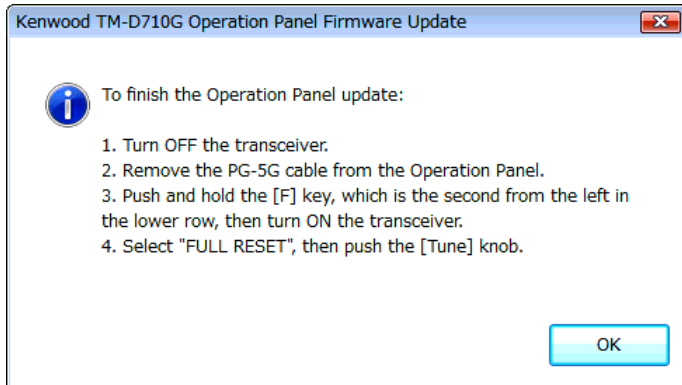 Kenwood TM-D710G Operation Panel Firmware Update
To finish the Operation Panel update:
1. Turn OFF the transceiver.
2. Remove the PG-5G cable from the Operation Panel.
3. Push and hold the [F] key, which is the second from the left in
the lower row, then turn ON the transceiver.
4. Select "FULL RESET", then push the [Tune] knob.
OK